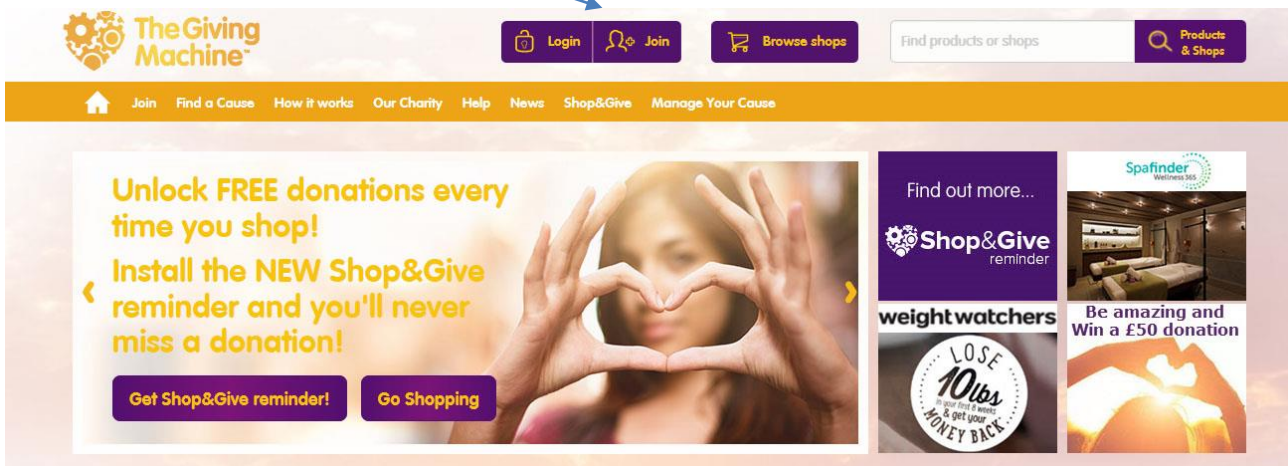 The Giving
Machine™
Login
Join
Browse shops
Find products or shops
Products
& Shops
Join Find a Cause How it works Our Charity Help News Shop&Give Manage Your Cause
Unlock FREE donations every
time you shop!
Install the NEW Shop&Give
reminder and you'll never
miss a donation!
Get Shop&Give reminder!
Go Shopping
Find out more...
Shop&Give
reminder
Spafinder
Wellness365
weightwatchers
LOSE
10lbs
in your first 8 weeks
& get your
MONEY BACK
Be amazing and
Win a £50 donation